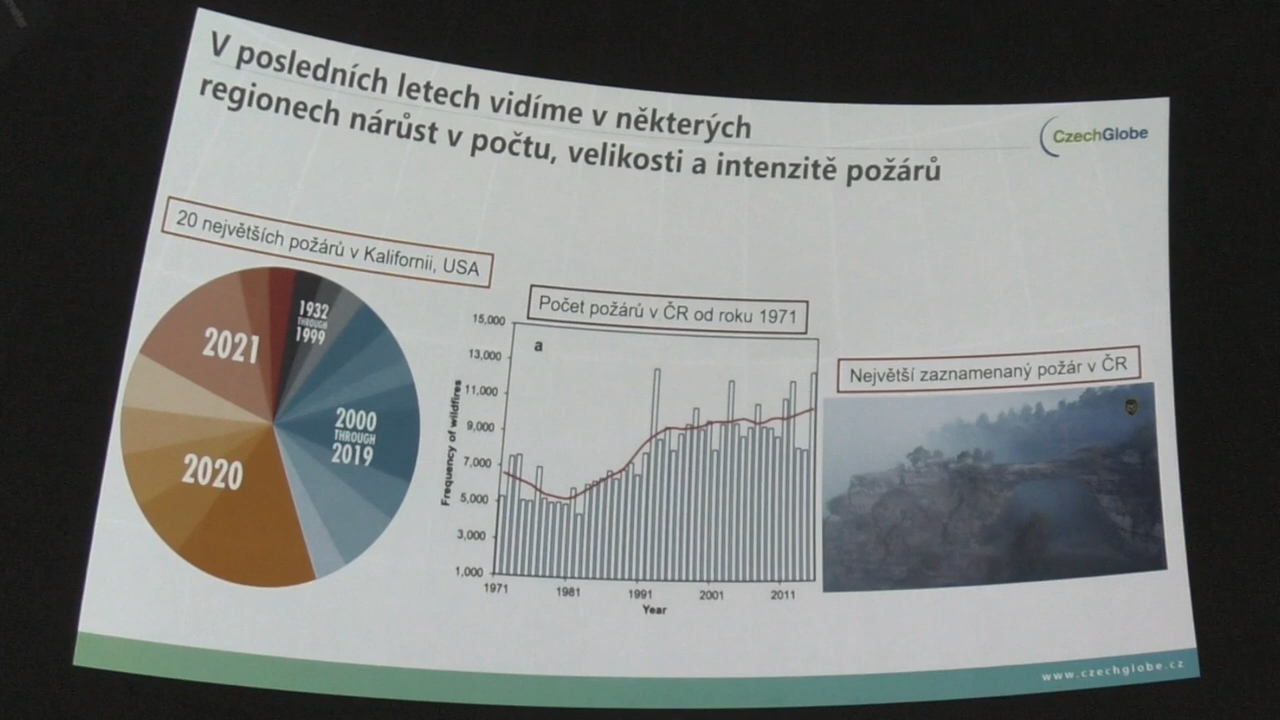 V posledních letech vidíme v některých
regionech nárůst v počtu, velikosti a intenzitě požárů
CzechGlobe
20 největších požárů v Kalifornii, USA
1932
THROUGH
1999
2021
2000
THROUGH
2019
2020
Počet požárů v ČR od roku 1971
a
15,000
13,000
11,000
9,000
7,000
5,000
3,000
1,000
Frequency of wildfires
1971
1981
1991
2001
2011
Year
Největší zaznamenaný požár v ČR
www.czechglobe.cz